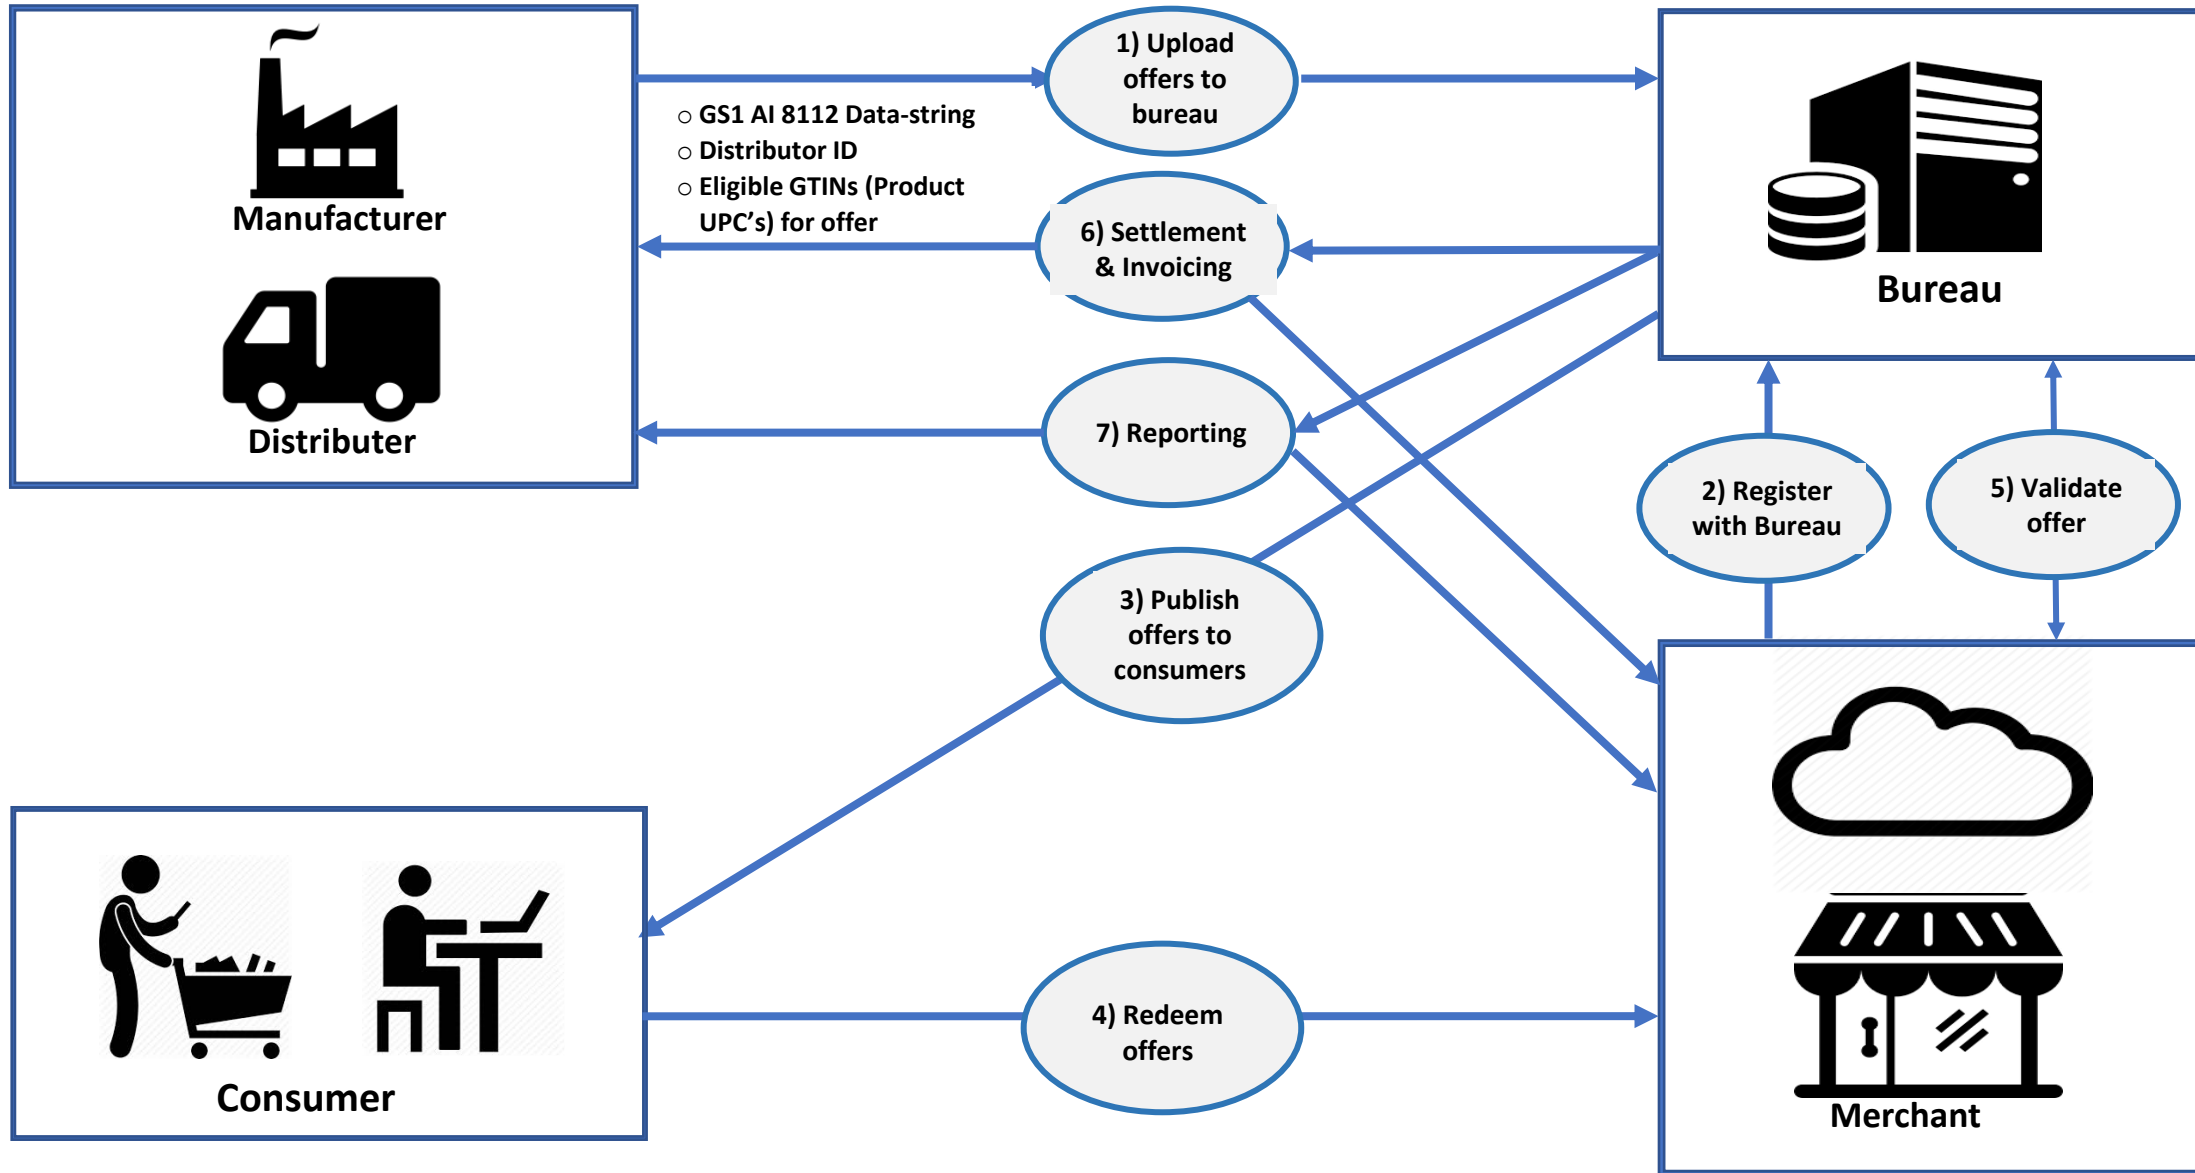 Manufacturer
Distributer
1) Upload
offers to
bureau
○ GS1 AI 8112 Data-string
○ Distributor ID
○ Eligible GTINs (Product
UPC’s) for offer
6) Settlement
& Invoicing
7) Reporting
Bureau
2) Register
with Bureau
5) Validate
offer
3) Publish
offers to
consumers
Consumer
4) Redeem
offers
Merchant